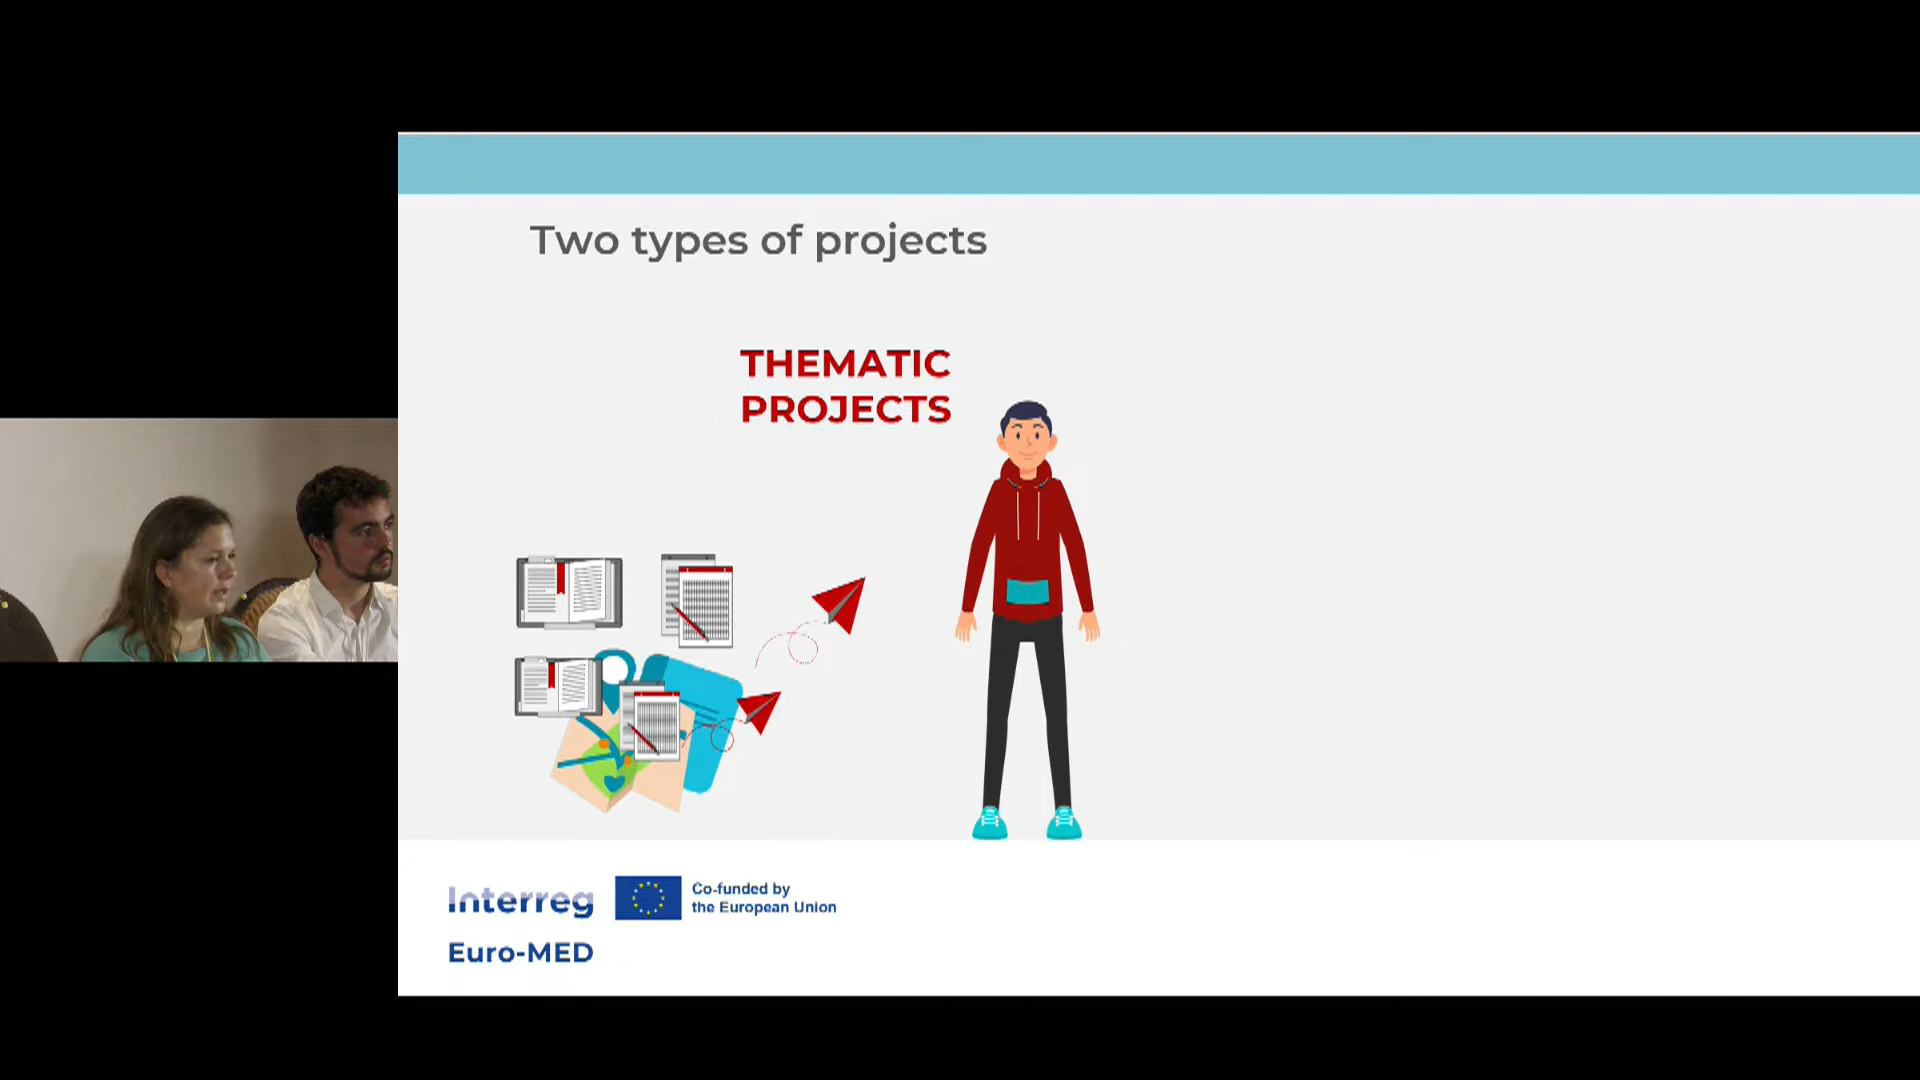 Two types of projects
THEMATIC
PROJECTS
Interreg
Co-funded by
the European Union
Euro-MED